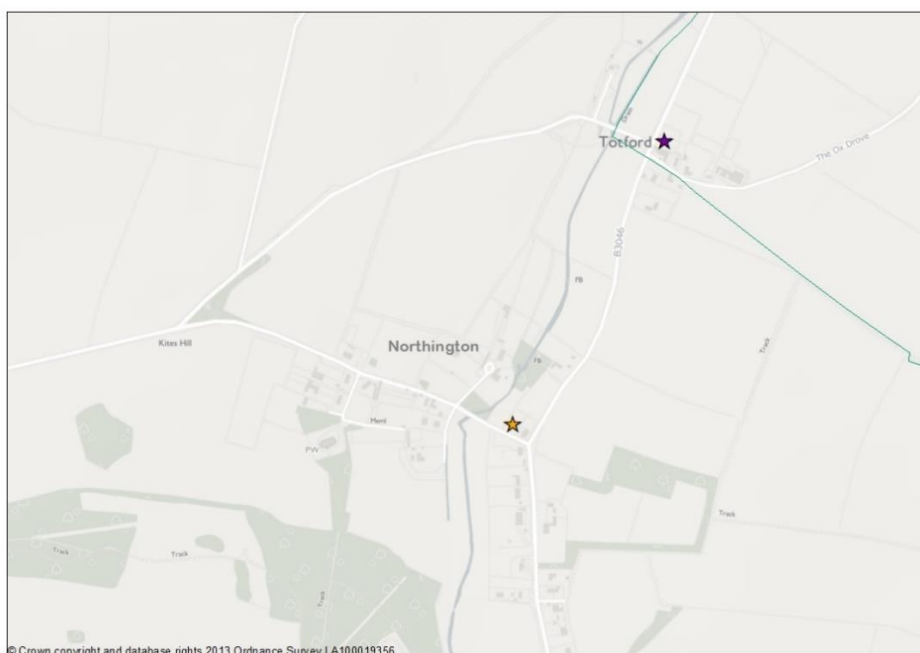 Drain
Totford
The Ox Drove
B3046
FB
Kites Hill
Northington
FB
Track
PW
Track
Track
Track
Track
© Crown copyright and database rights 2013 Ordnance Survey LA100019356